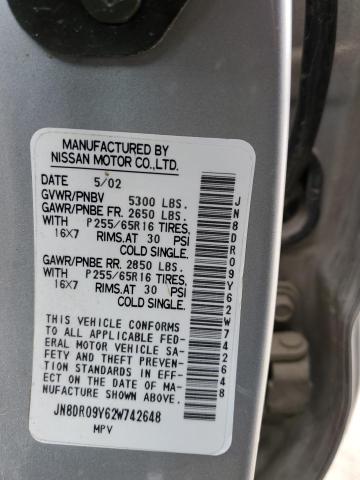 MANUFACTURED BY
NISSAN MOTOR CO.,LTD.
DATE 5/02
GVWR/PNBV 5300 LBS.
GAWR/PNBE FR. 2650 LBS.
WITH P255/65R16 TIRES.
16X7 RIMS.AT 30 PSI
COLD SINGLE.
GAWR/PNBE RR. 2850 LBS.
WITH P255/65R16 TIRES.
16X7 RIMS.AT 30 PSI
COLD SINGLE.
THIS VEHICLE CONFORMS
TO ALL APPLICABLE FED-
ERAL MOTOR VEHICLE SA-
FETY AND THEFT PREVEN-
TION STANDARDS IN EFF-
ECT ON THE DATE OF MA-
NUFACTURE SHOWN ABOVE.
JN8DR09Y62W742648
MPV
JN8DR09Y62W742648